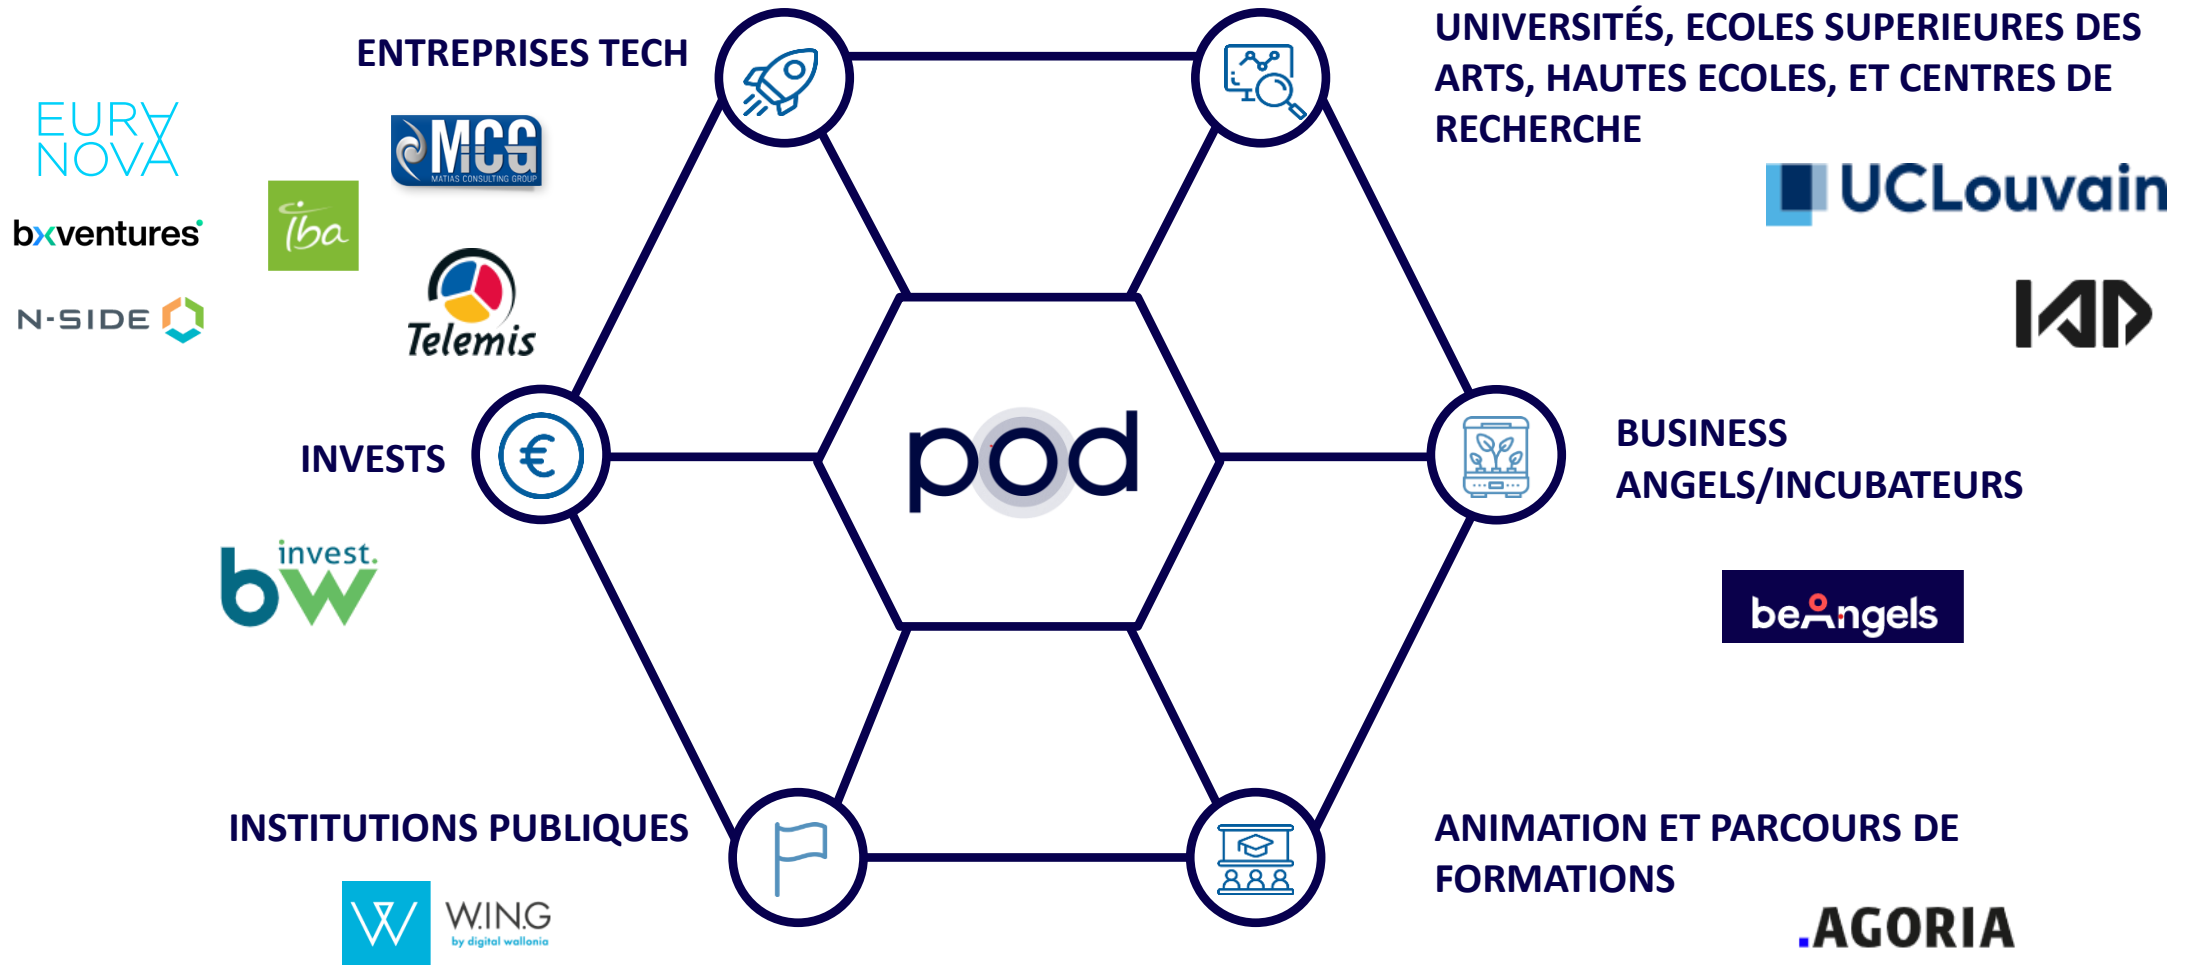 ENTREPRISES TECH
EURA
NOVA
MCG
MATIAS CONSULTING GROUP
bxventures
iba
N-SIDE
Telemis
UNIVERSITÉS, ECOLES SUPERIEURES DES
ARTS, HAUTES ECOLES, ET CENTRES DE
RECHERCHE
UCLouvain
IAD
INVESTS
€
invest.
bw
pod
BUSINESS
ANGELS/INCUBATEURS
beAngels
INSTITUTIONS PUBLIQUES
W.IN.G
by digital wallonia
ANIMATION ET PARCOURS DE
FORMATIONS
.AGORIA